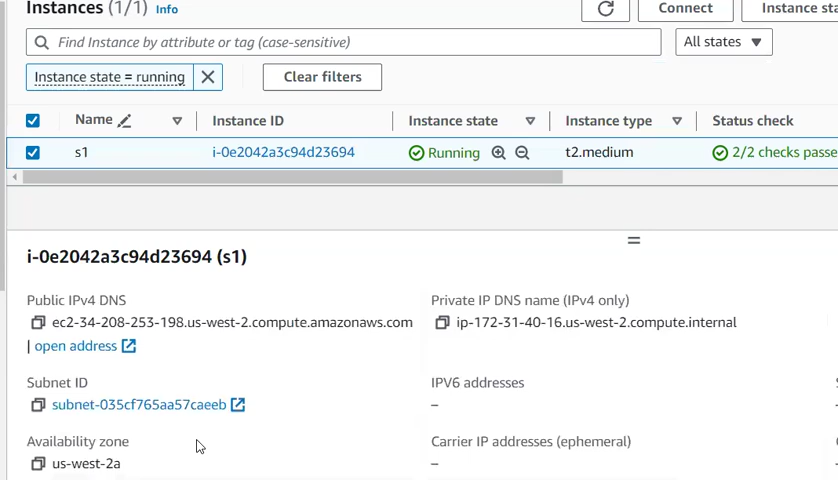 Instances (1/1) Info
Connect
Instance sta
Find Instance by attribute or tag (case-sensitive)
All states
Instance state = running
Clear filters
Name
Instance ID
Instance state
Instance type
Status check
s1
i-0e2042a3c94d23694
Running
t2.medium
2/2 checks passe
i-0e2042a3c94d23694 (s1)
Public IPv4 DNS
ec2-34-208-253-198.us-west-2.compute.amazonaws.com
| open address
Private IP DNS name (IPv4 only)
ip-172-31-40-16.us-west-2.compute.internal
Subnet ID
subnet-035cf765aa57caeeb
IPV6 addresses
–
Availability zone
us-west-2a
Carrier IP addresses (ephemeral)
–